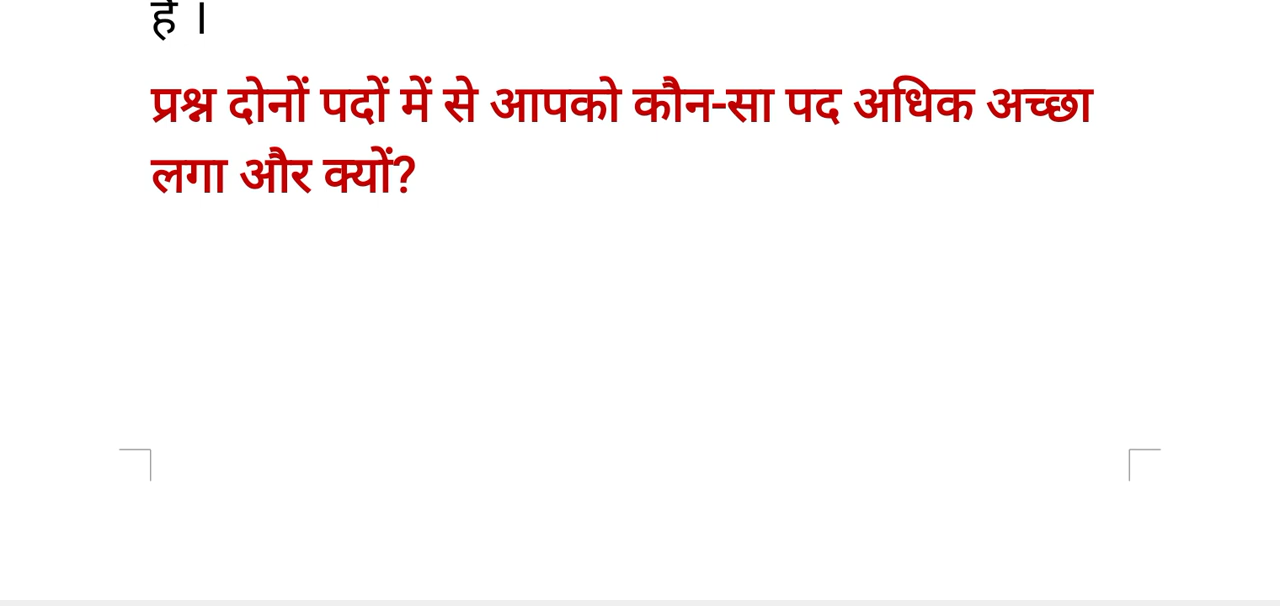 है ।
प्रश्न दोनों पदों में से आपको कौन-सा पद अधिक अच्छा
लगा और क्यों?